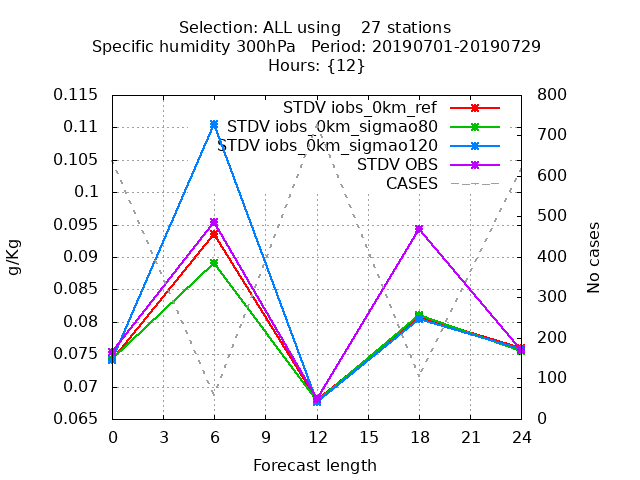 Selection: ALL using    27 stations
Specific humidity 300hPa   Period: 20190701-20190729
Hours: {12}
STDV iobs_0km_ref
STDV iobs_0km_sigmao80
STDV iobs_0km_sigmao120
STDV OBS
CASES
g/Kg
0.115
0.11
0.105
0.1
0.095
0.09
0.085
0.08
0.075
0.07
0.065
800
700
600
500
400
300
200
100
0
No cases
0 3 6 9 12 15 18 21 24
Forecast length